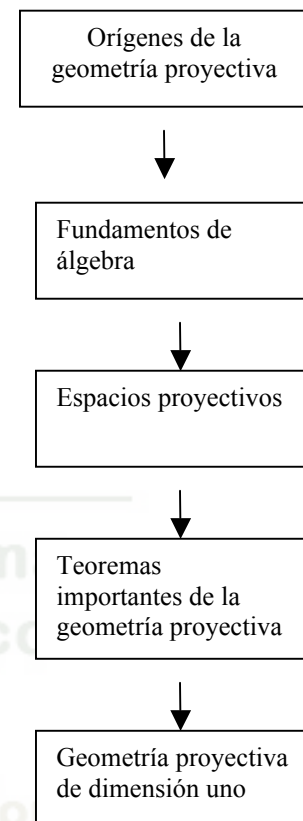 Orígenes de la
geometría proyectiva
Fundamentos de
álgebra
Espacios proyectivos
Teoremas
importantes de la
geometría proyectiva
Geometría proyectiva
de dimensión uno